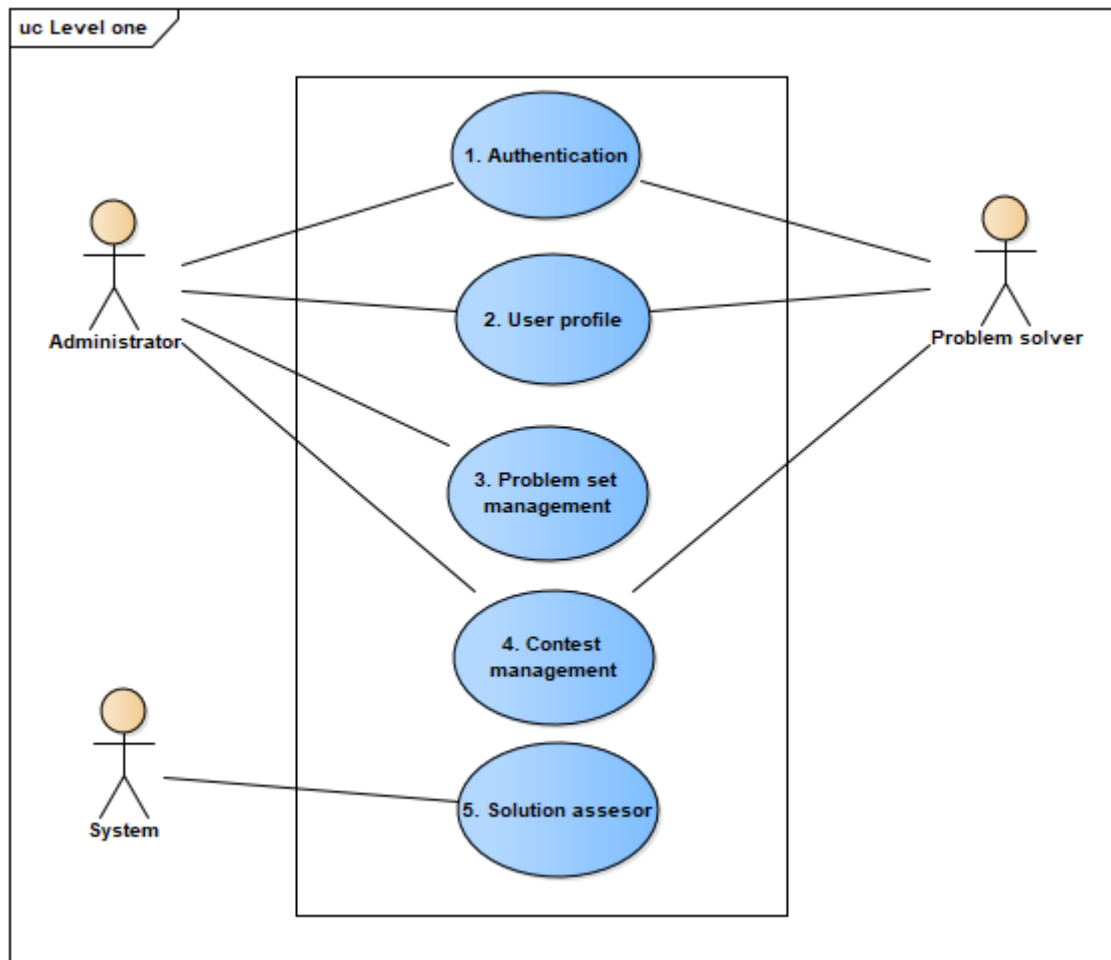 uc Level one
1. Authentication
2. User profile
Administrator
Problem solver
3. Problem set
management
4. Contest
management
5. Solution assesor
System